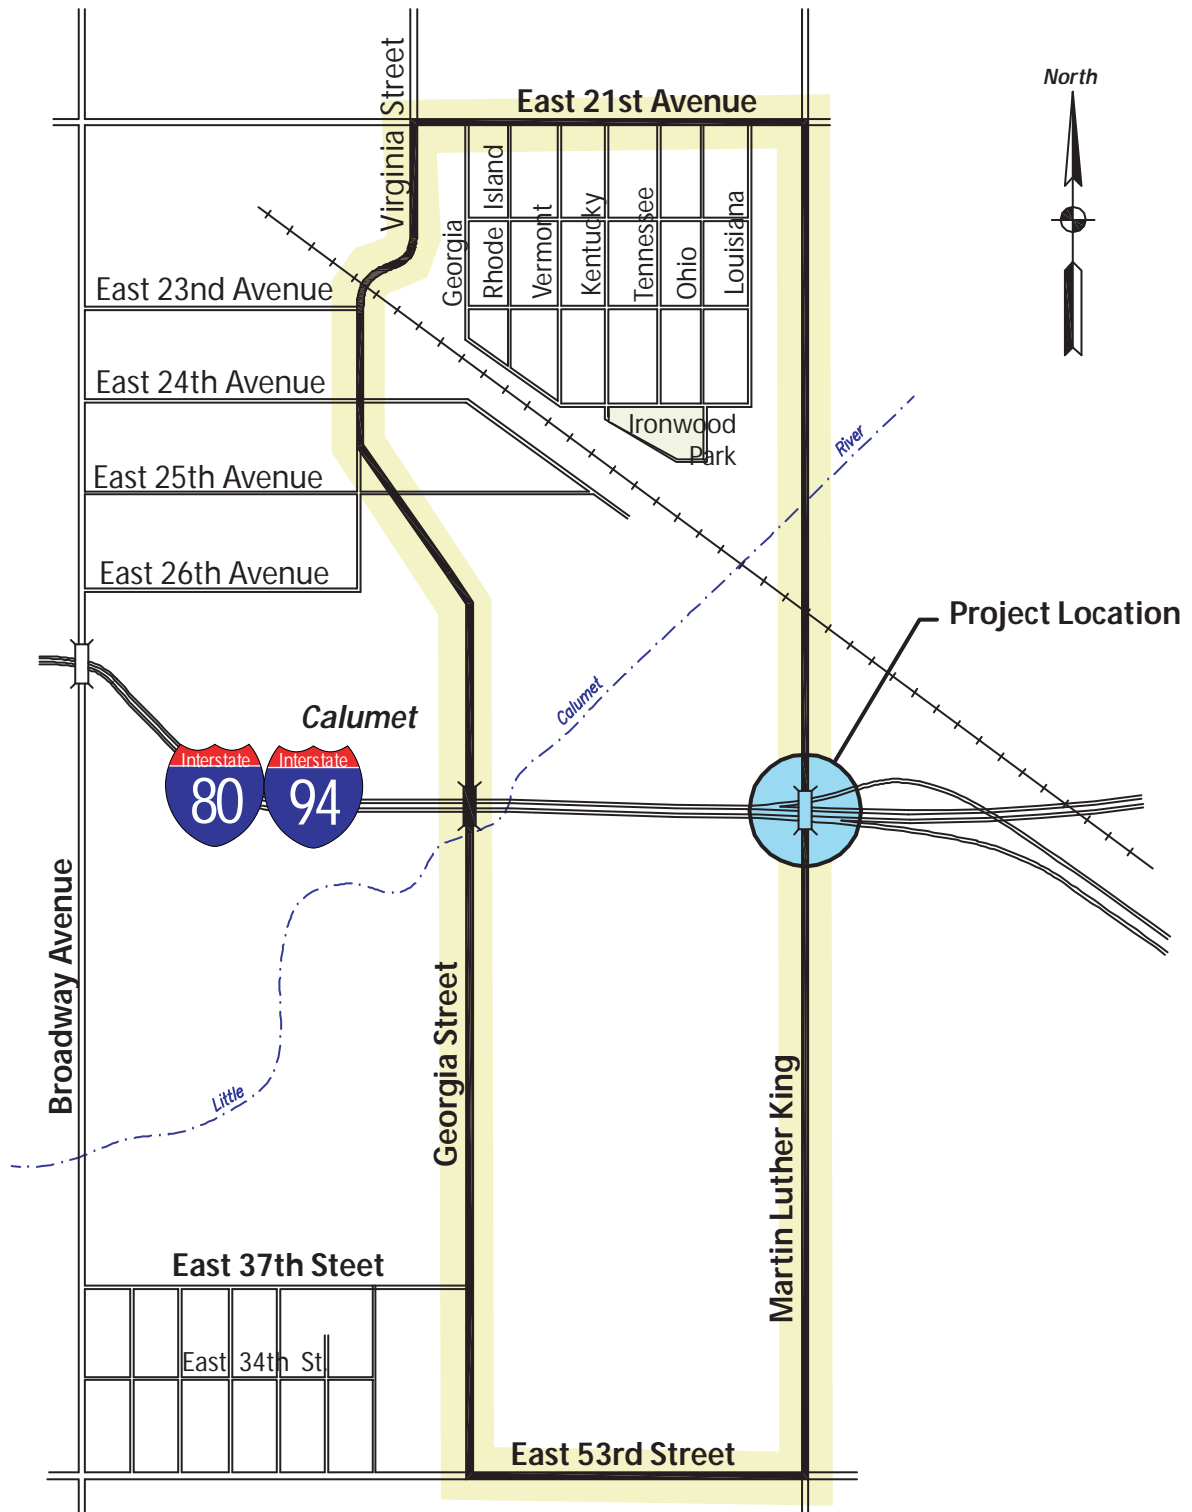 North
East 21st Avenue
Virginia Street
Georgia
Rhode Island
Vermont
Kentucky
Tennessee
Ohio
Louisiana
East 23nd Avenue
East 24th Avenue
Ironwood
Park
River
East 25th Avenue
East 26th Avenue
Project Location
Calumet
Calumet
Interstate
80
Interstate
94
Broadway Avenue
Georgia Street
Martin Luther King
Little
East 37th Steet
East 34th St.
East 53rd Street